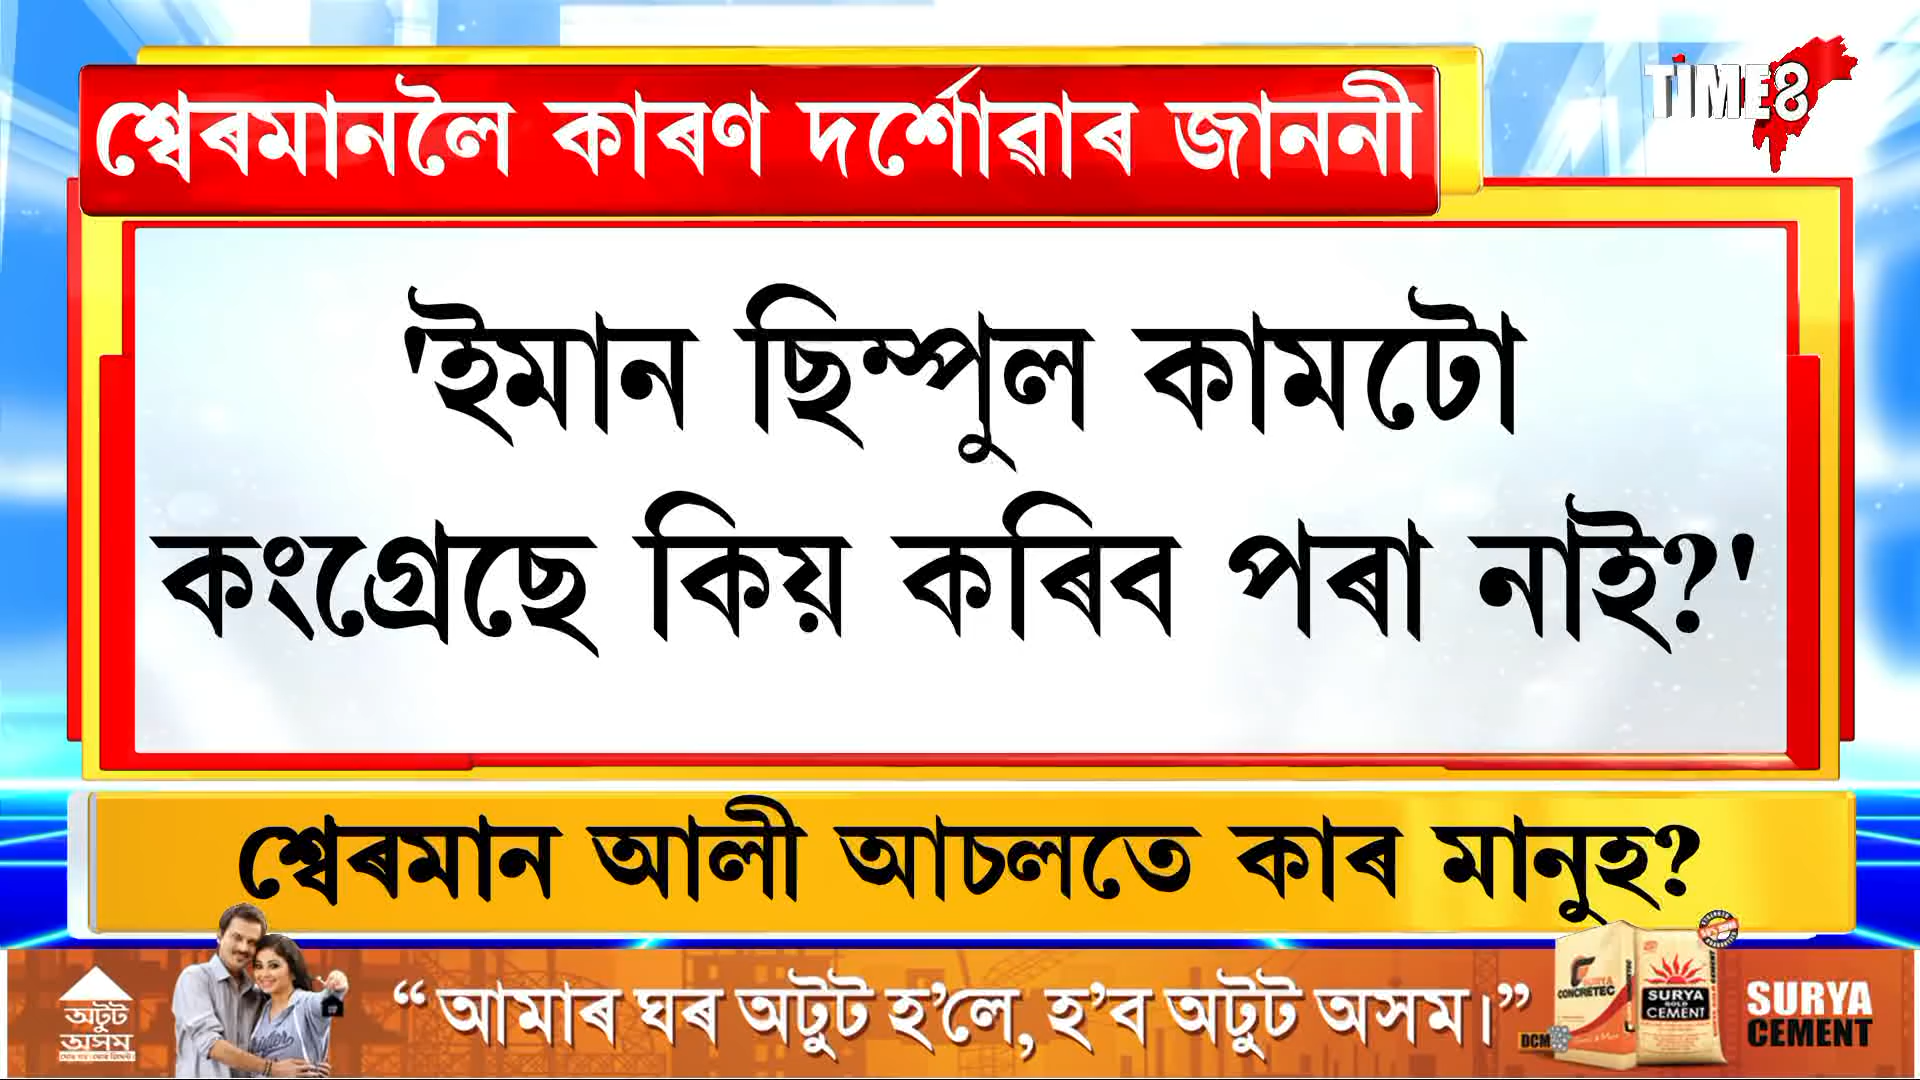 শ্বেৰমানলৈ কাৰণ দৰ্শোৱাৰ জাননী
TIME8
'ইমান ছিম্পুল কামটো
কংগ্ৰেছে কিয় কৰিব পৰা নাই?'
শ্বেৰমান আলী আচলতে কাৰ মানুহ?
অটুট
অসম
“আমাৰ ঘৰ অটুট হ’লে, হ’ব অটুট অসম।”
SURYA
CONCRETEC
SURYA
GOLD
CEMENT
DCM
SURYA
CEMENT